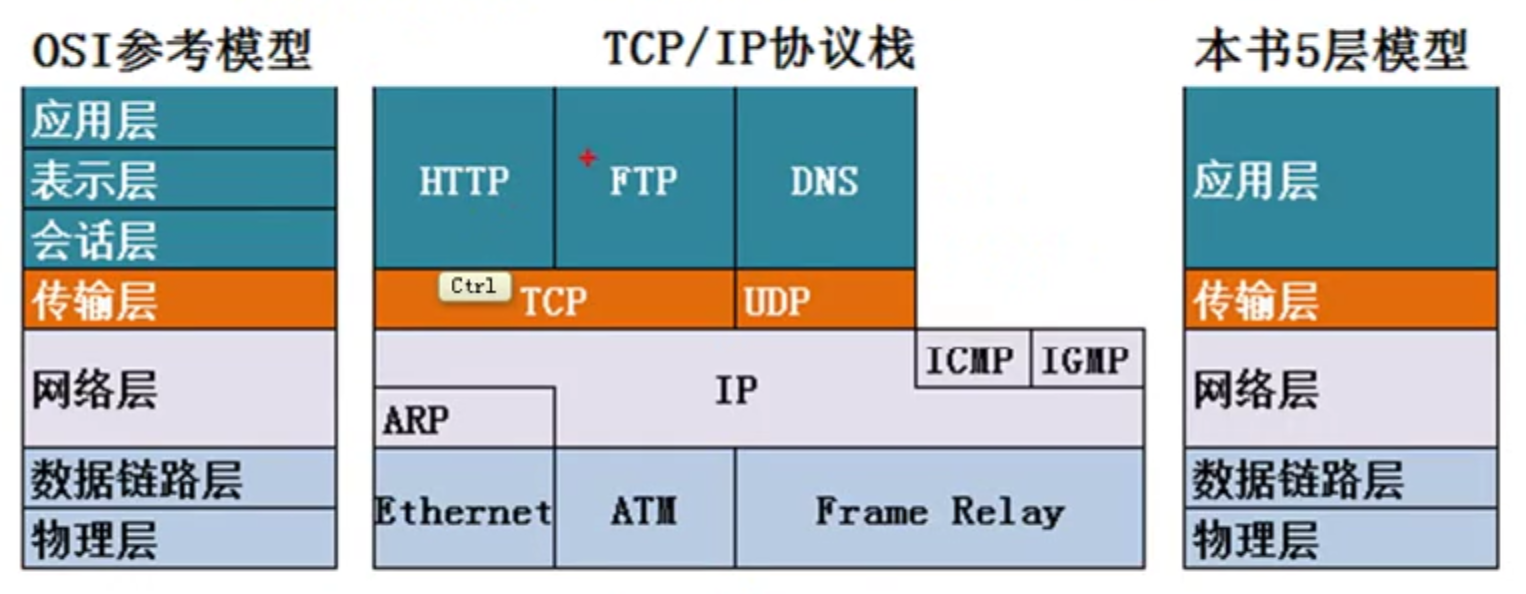 OSI参考模型
TCP/IP协议栈
本书5层模型
应用层
表示层
会话层
传输层
网络层
数据链路层
物理层
HTTP
FTP
DNS
Ctrl
TCP
UDP
ICMP
IGMP
IP
ARP
Ethernet
ATM
Frame Relay
应用层
传输层
网络层
数据链路层
物理层